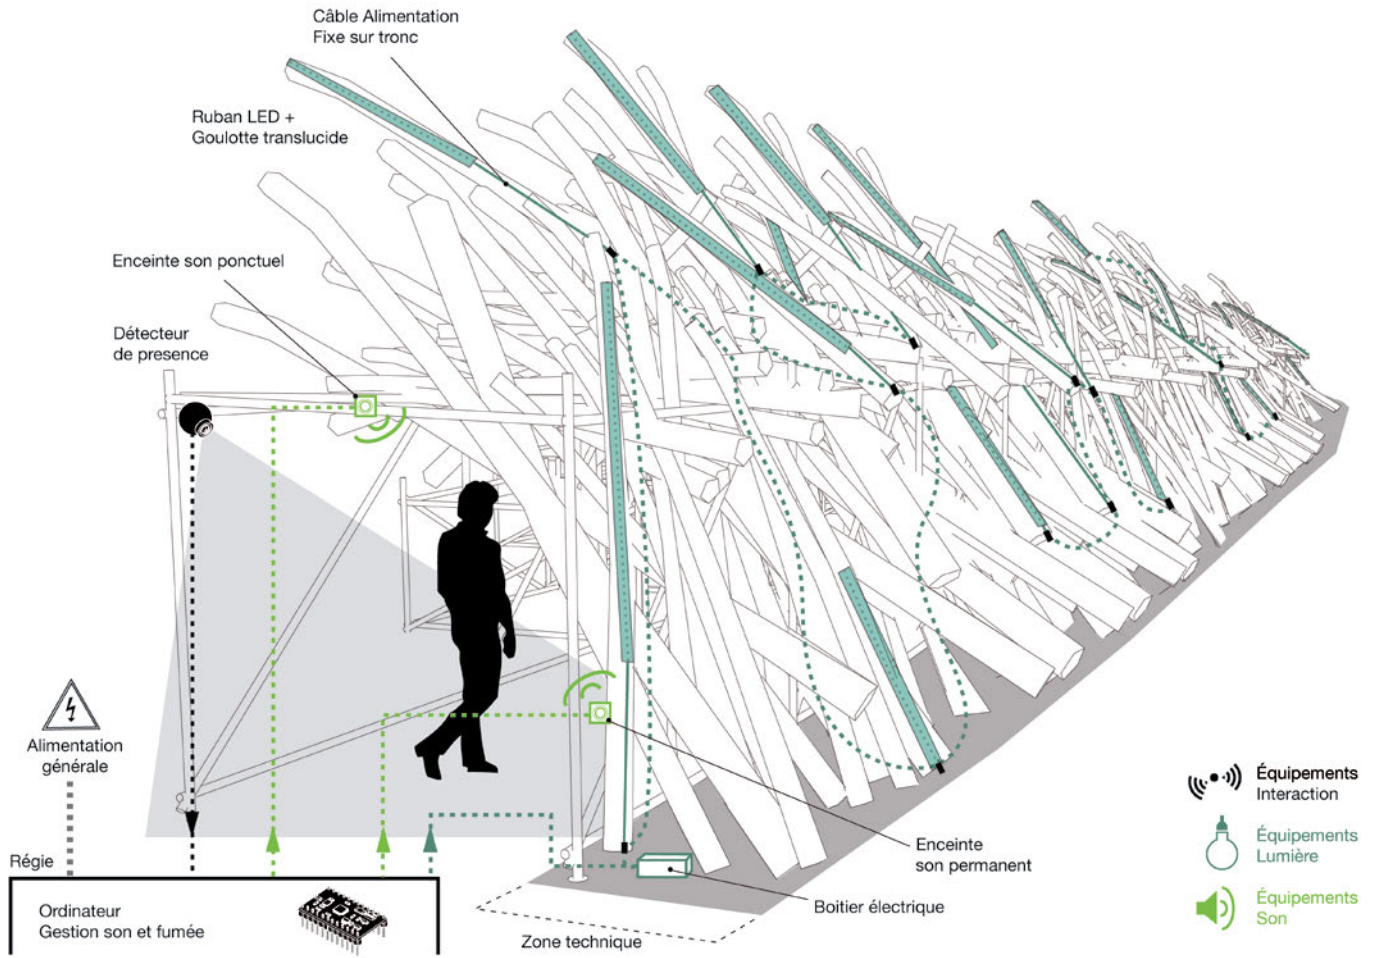 Câble Alimentation
Fixe sur tronc
Ruban LED +
Goulotte translucide
Enceinte son ponctuel
Détecteur
de presence
Alimentation
générale
Régie
Ordinateur
Gestion son et fumée
Zone technique
Boitier électrique
Enceinte
son permanent
Équipements
Interaction
Équipements
Lumière
Équipements
Son